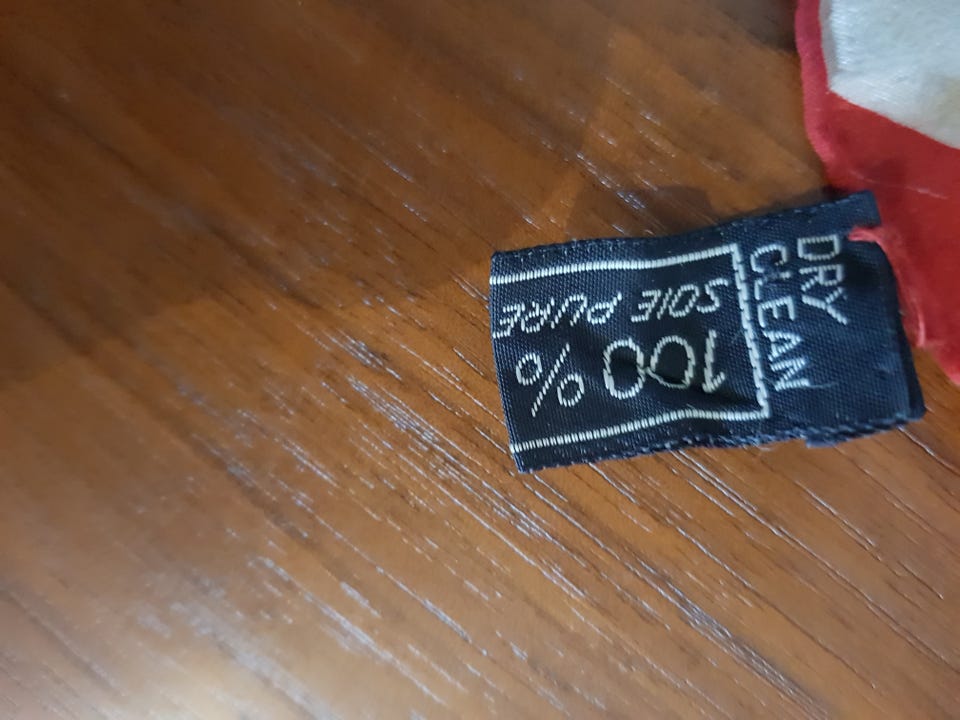 DRY
CLEAN
100%
SOIE PURE